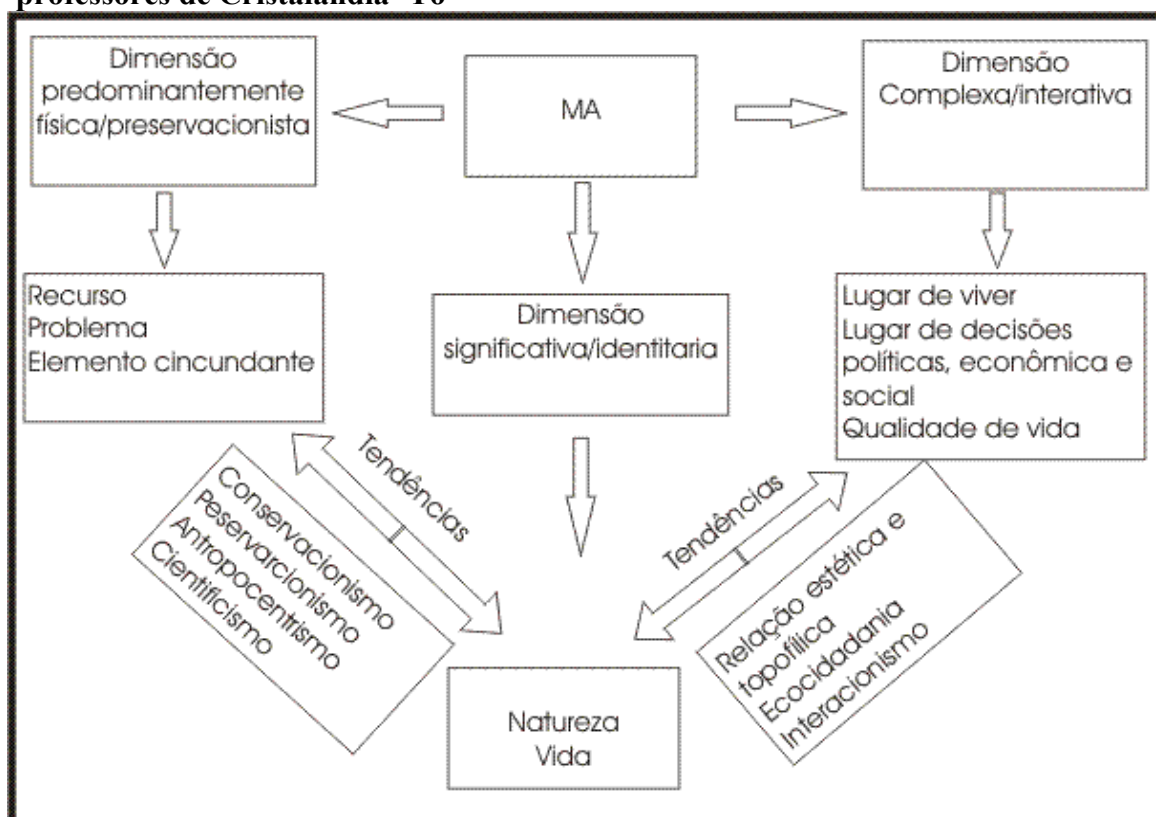 professores de Cristalândia -To
Dimensão
predominantemente
física/preservacionista
MA
Dimensão
Complexa/interativa
Recurso
Problema
Elemento cincundante
Dimensão
significativa/identitaria
Lugar de viver
Lugar de decisões
políticas, econômica e
social
Qualidade de vida
Tendências
Conservacionismo
Peservarcionismo
Antropocentrismo
Cientificismo
Tendências
Relação estética e
topofílica
Ecocidadania
Interacionismo
Natureza
Vida